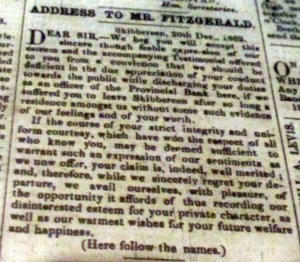 Hon. Secretaries.
ADDRESS TO MR. FITZGERALD.
Skibbereen, 20th Dec., 1862.
DEAR SIR.—We beg you will accept this
sincere though feeble expression of our
esteem and the accompanying Testimonial offered
you from a conviction that we should be
deficient in the due appreciation of your conduct
towards the public while discharging your duties
as an officer of the Provincial Bank here, if we
suffered you to leave Skibbereen after so long a
residence amongst us without some such evidence
of our feelings and of your worth.
If the course of your strict integrity and uni-
form courtesy, which have won the respect of all
who know you, may be deemed sufficient to
warrant such an expression of our sentiments as
we now offer, your claim is, indeed, well merited;
and, therefore, while we sincerely regret your de-
parture, we avail ourselves, with pleasure, of
the opportunity it affords of thus recording our
disinterested esteem for your private character, as
well as our warmest wishes for your future welfare
and happiness.
(Here follow the names.)
O
Any
Bank
A LEVIS.